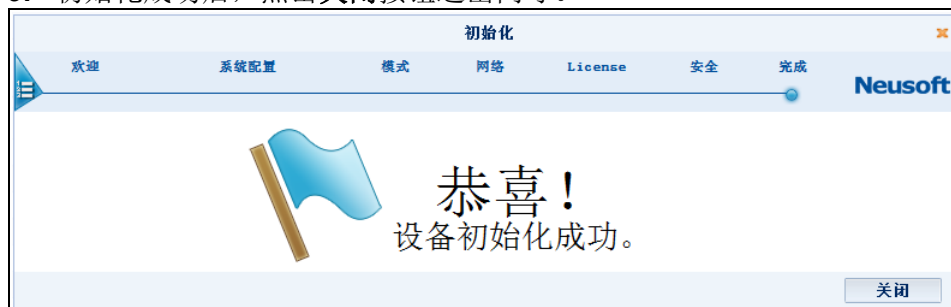 初始化
欢迎 系统配置 模式 网络 License 安全 完成
Neusoft
恭喜！
设备初始化成功。
关闭